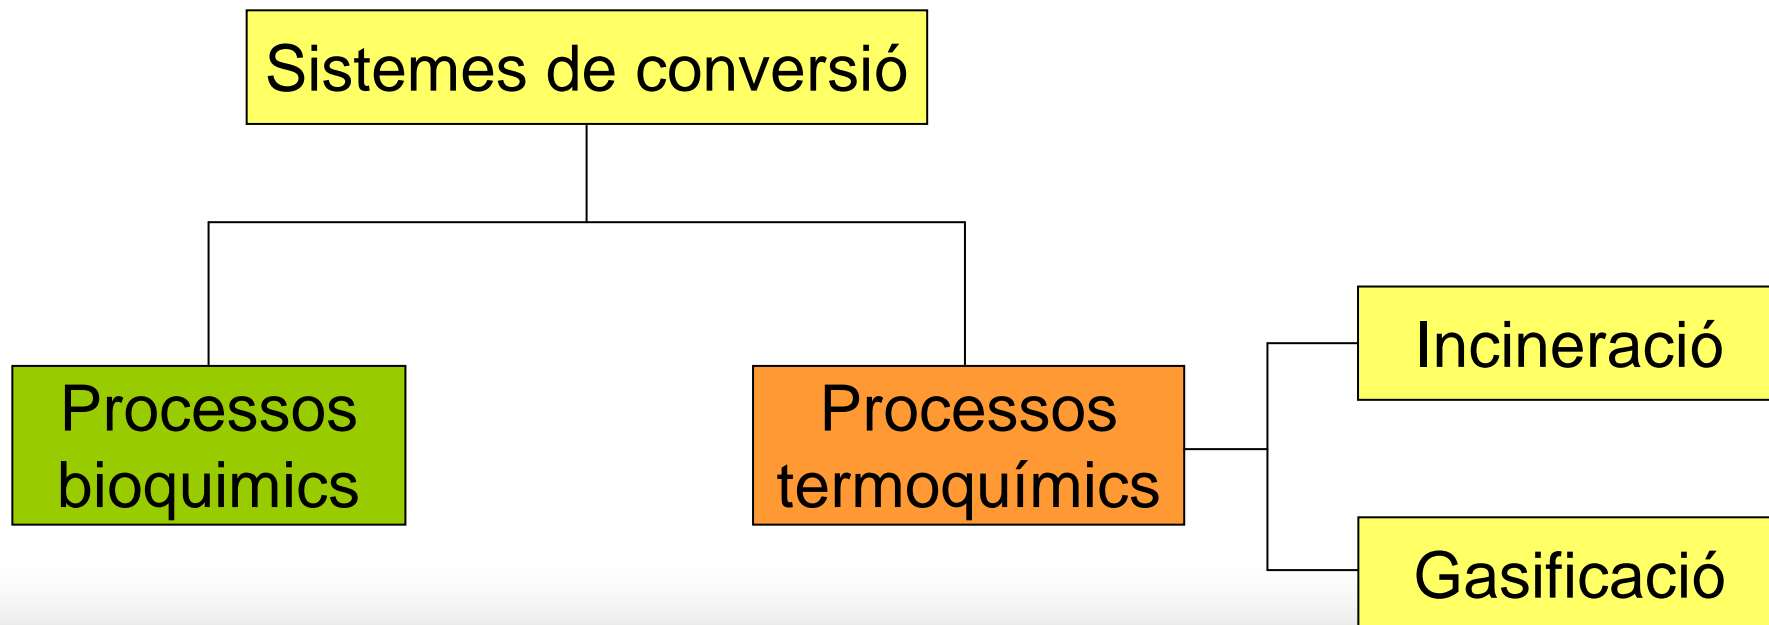 Sistemes de conversió
Incineració
Processos
bioquimics
Processos
termoquímics
Gasificació